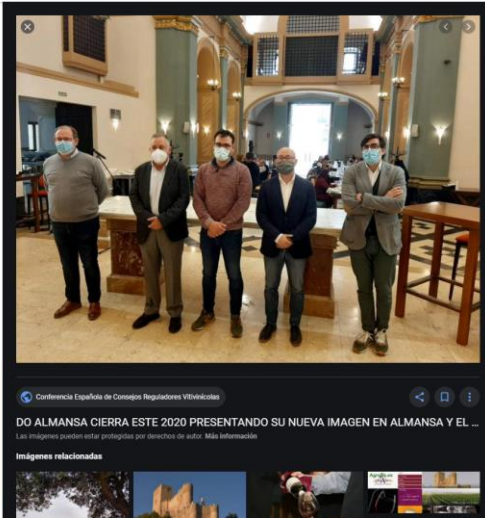 Conferencia Española de Consejos Reguladores Vitivinícolas
DO ALMANSA CIERRA ESTE 2020 PRESENTANDO SU NUEVA IMAGEN EN ALMANSA Y EL ...
Las imágenes pueden estar protegidas por derechos de autor. Más información
Imágenes relacionadas